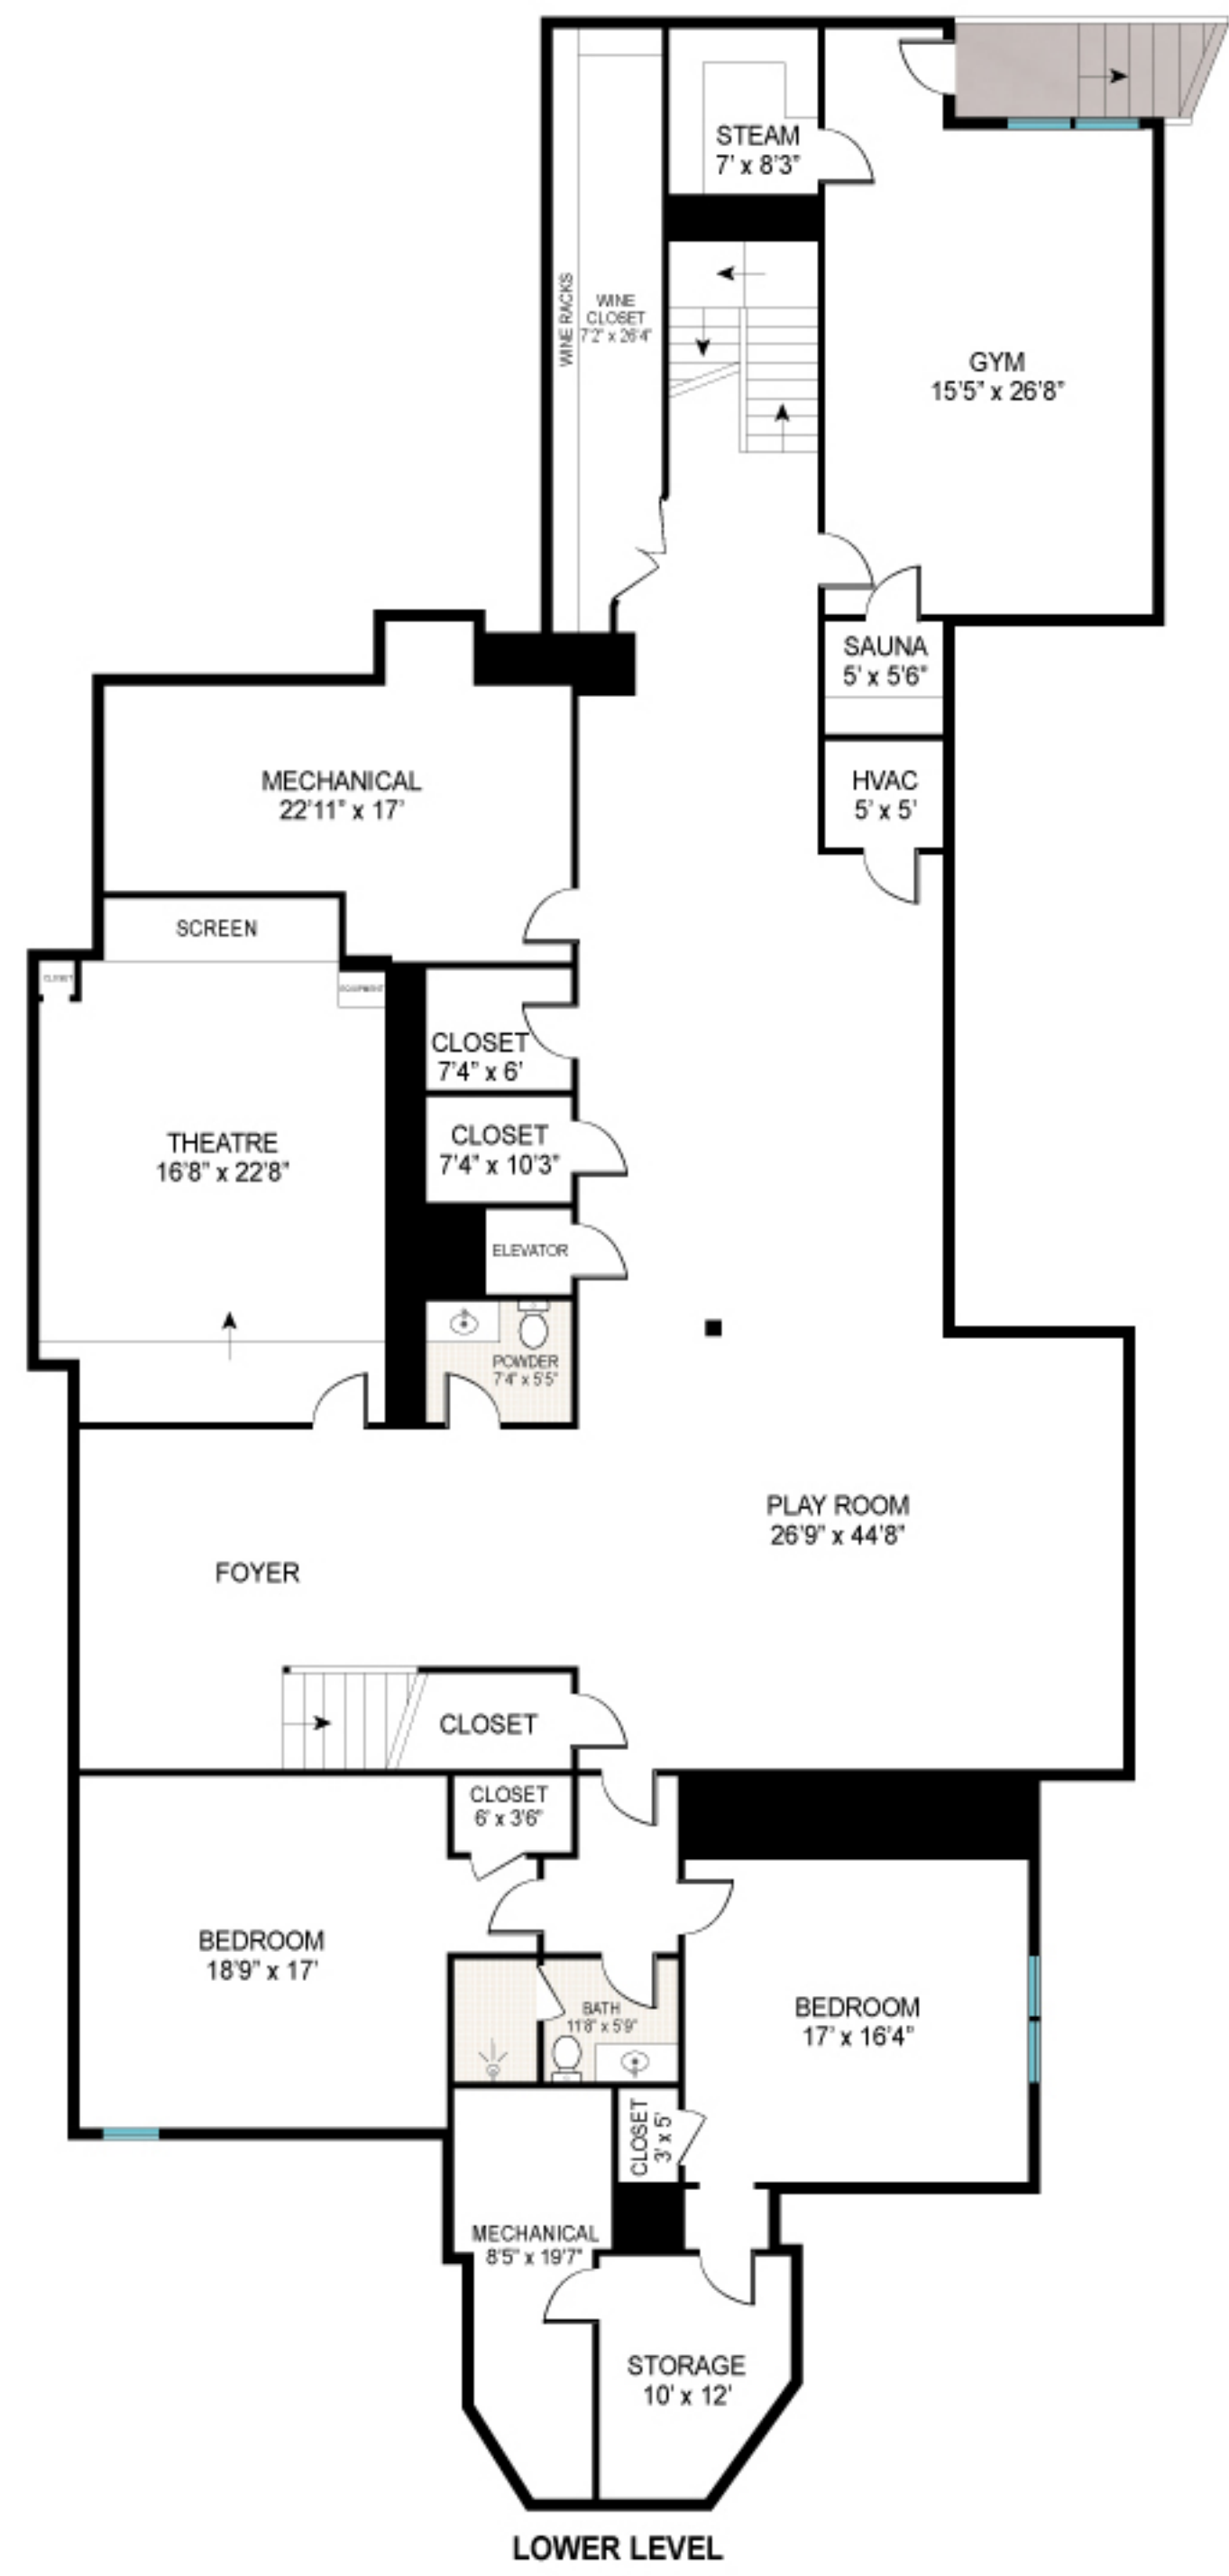 STEAM
7' x 8'3"
WINE RACKS
WINE
CLOSET
7'2" x 26'4"
GYM
15'5" x 26'8"
SAUNA
5' x 5'6"
MECHANICAL
22'11" x 17'
HVAC
5' x 5'
SCREEN
CLOSET
EQUIPMENT
CLOSET
7'4" x 6'
THEATRE
16'8" x 22'8"
CLOSET
7'4" x 10'3"
ELEVATOR
POWDER
7'4" x 5'5"
PLAY ROOM
26'9" x 44'8"
FOYER
CLOSET
CLOSET
6' x 3'6"
BEDROOM
18'9" x 17'
BATH
11'8" x 5'9"
BEDROOM
17' x 16'4"
CLOSET
3' x 5'
MECHANICAL
8'5" x 19'7"
STORAGE
10' x 12'
LOWER LEVEL